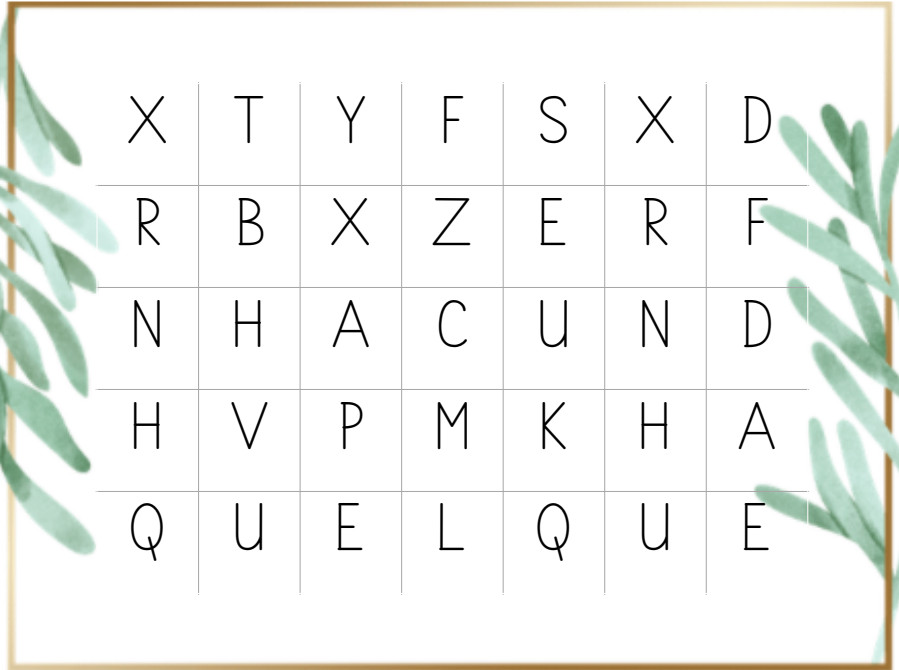 X T Y F S X D
R B X Z E R F
N H A C U N D
H V P M K H A
Q U E L Q U E